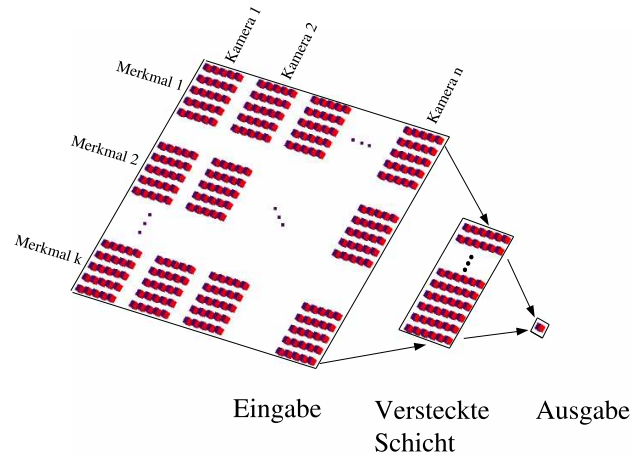 Kamera 1
Kamera 2
Kamera n
Merkmal 1
Merkmal 2
Merkmal k
Eingabe
Versteckte
Schicht
Ausgabe